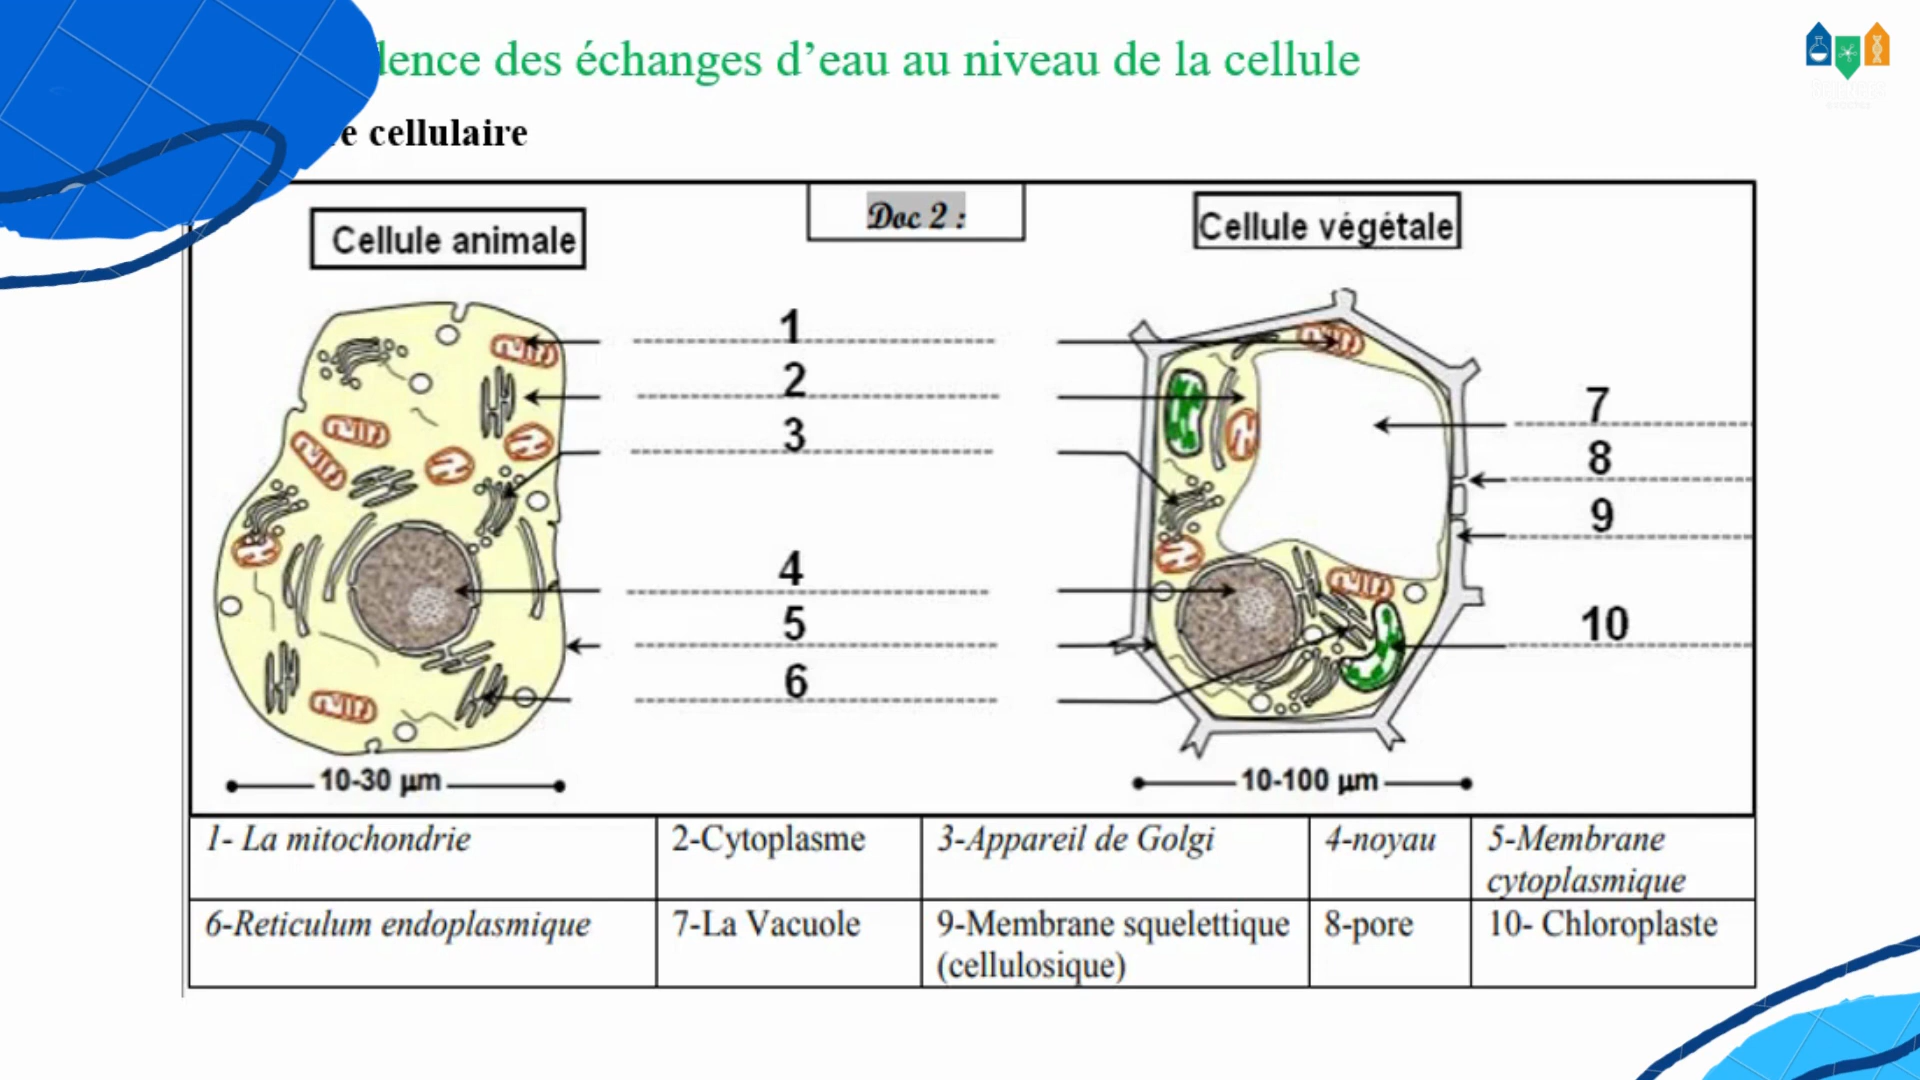 dence des échanges d’eau au niveau de la cellule
e cellulaire
Doc 2 :
Cellule animale
Cellule végétale
1
2
3
4
5
6
7
8
9
10
10-30 µm
10-100 µm
1- La mitochondrie
2-Cytoplasme
3-Appareil de Golgi
4-noyau
5-Membrane
cytoplasmique
6-Reticulum endoplasmique
7-La Vacuole
9-Membrane squelettique
(cellulosique)
8-pore
10- Chloroplaste